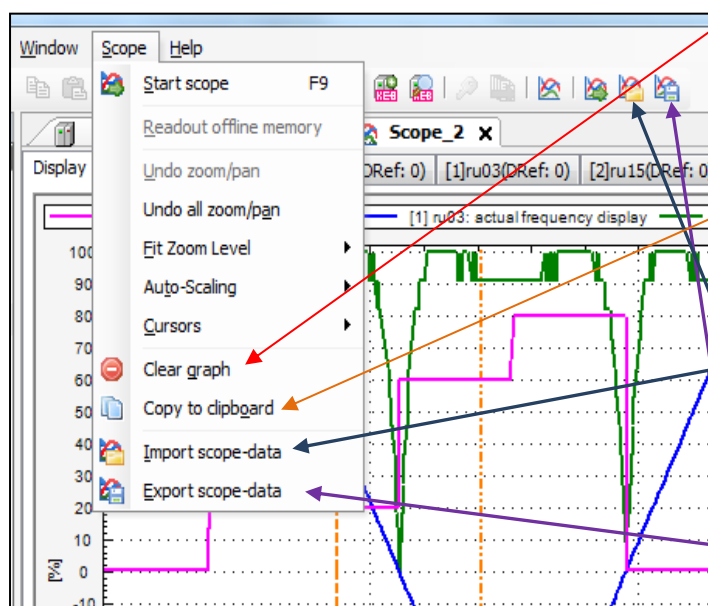 Window Scope Help
Start scope F9
Readout offline memory
Undo zoom/pan
Undo all zoom/pan
Fit Zoom Level
Auto-Scaling
Cursors
Clear graph
Copy to clipboard
Import scope-data
Export scope-data
KEB KEB
Scope_2 X
Display DRef: 0) [1]ru03(DRef: 0) [2]ru15(DRef: 0
[1] ru03: actual frequency display
100
90
80
70
60
50
40
30
20
10
0
-10
[%]